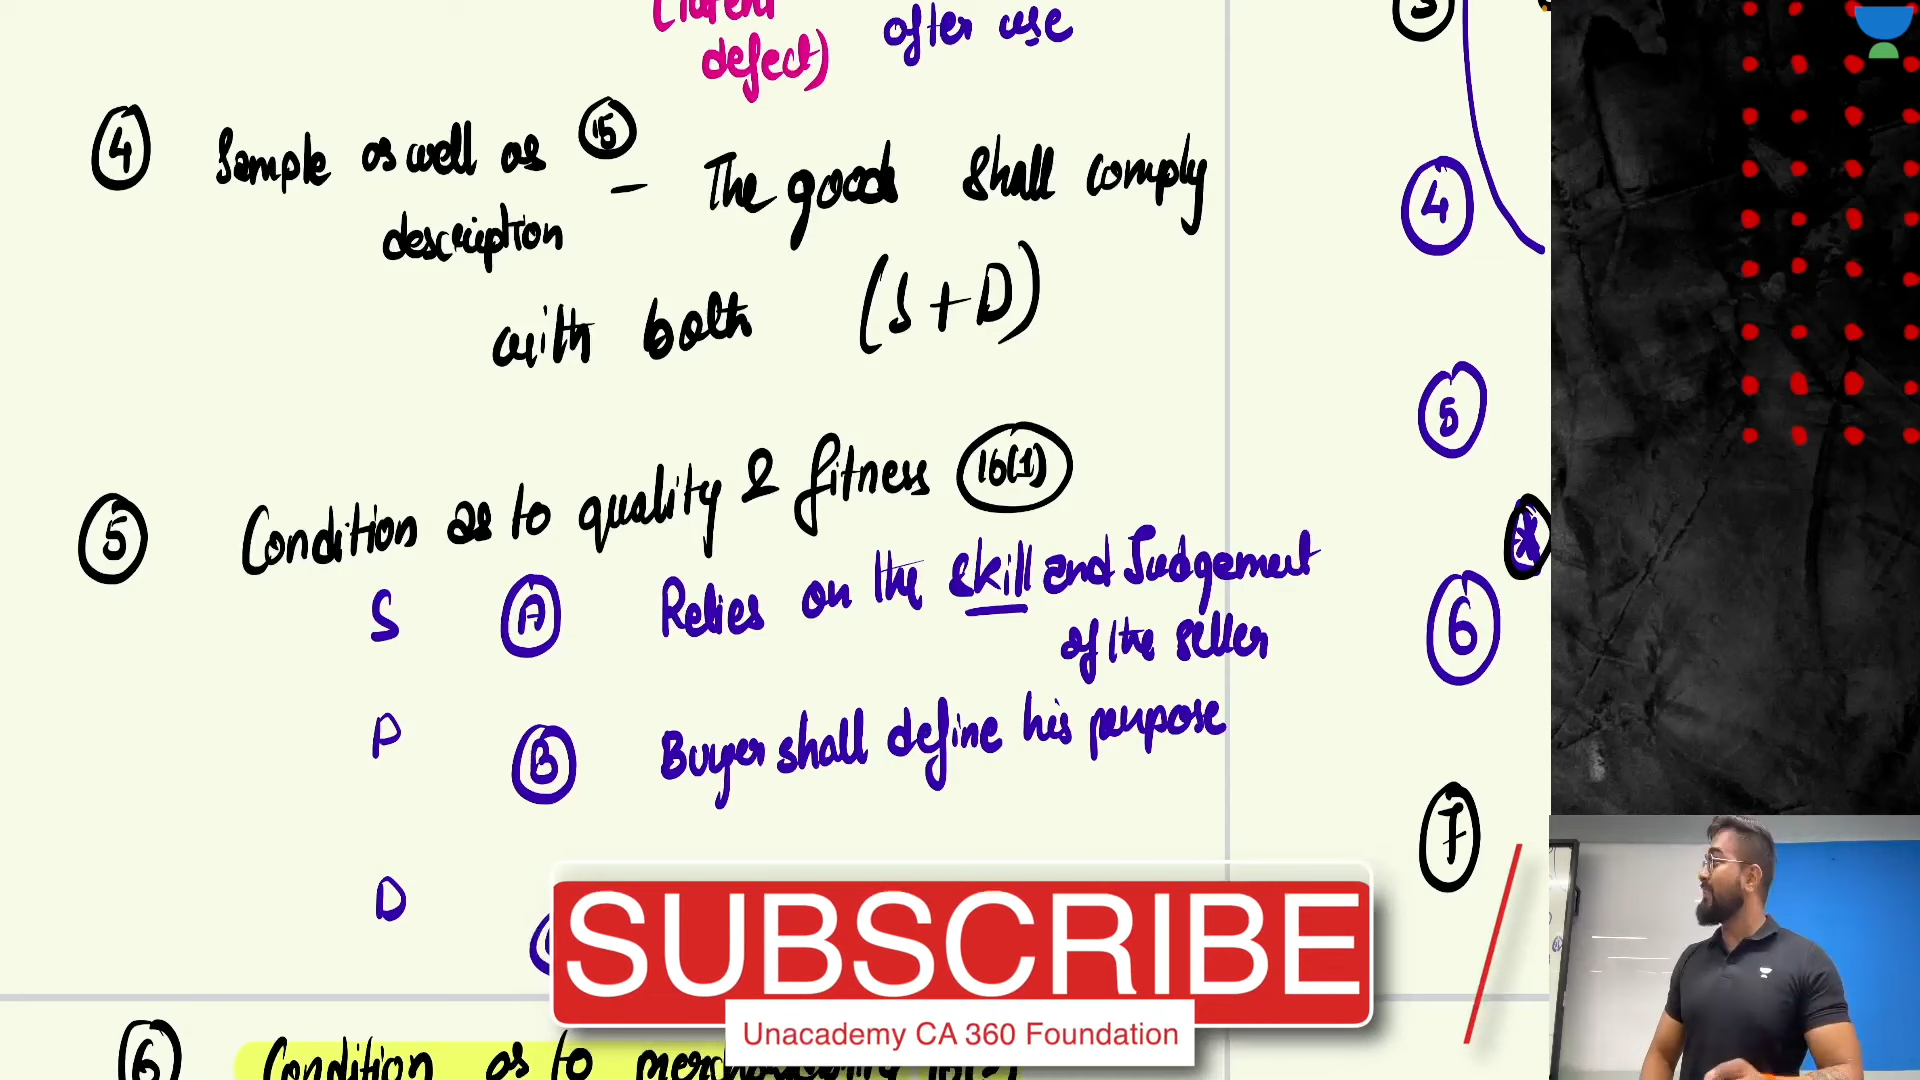 (latent
defect) after use
④ Sample as well as ⑮ - The goods shall comply
description
with both (S+D)
⑤ Condition as to quality & fitness 16(1)
S Ⓐ Relies on the skill and Judgement
of the seller
P Ⓑ Buyer shall define his purpose
D
⑥ Condition as to
④
⑤
⑥
⑦
SUBSCRIBE
Unacademy CA 360 Foundation